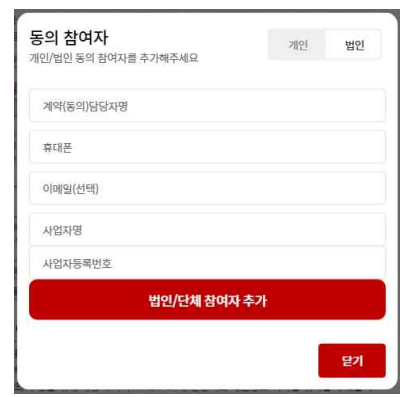 동의 참여자
개인/법인 동의 참여자를 추가해주세요
개인 법인
계약(동의)담당자명
휴대폰
이메일(선택)
사업자명
사업자등록번호
법인/단체 참여자 추가
닫기